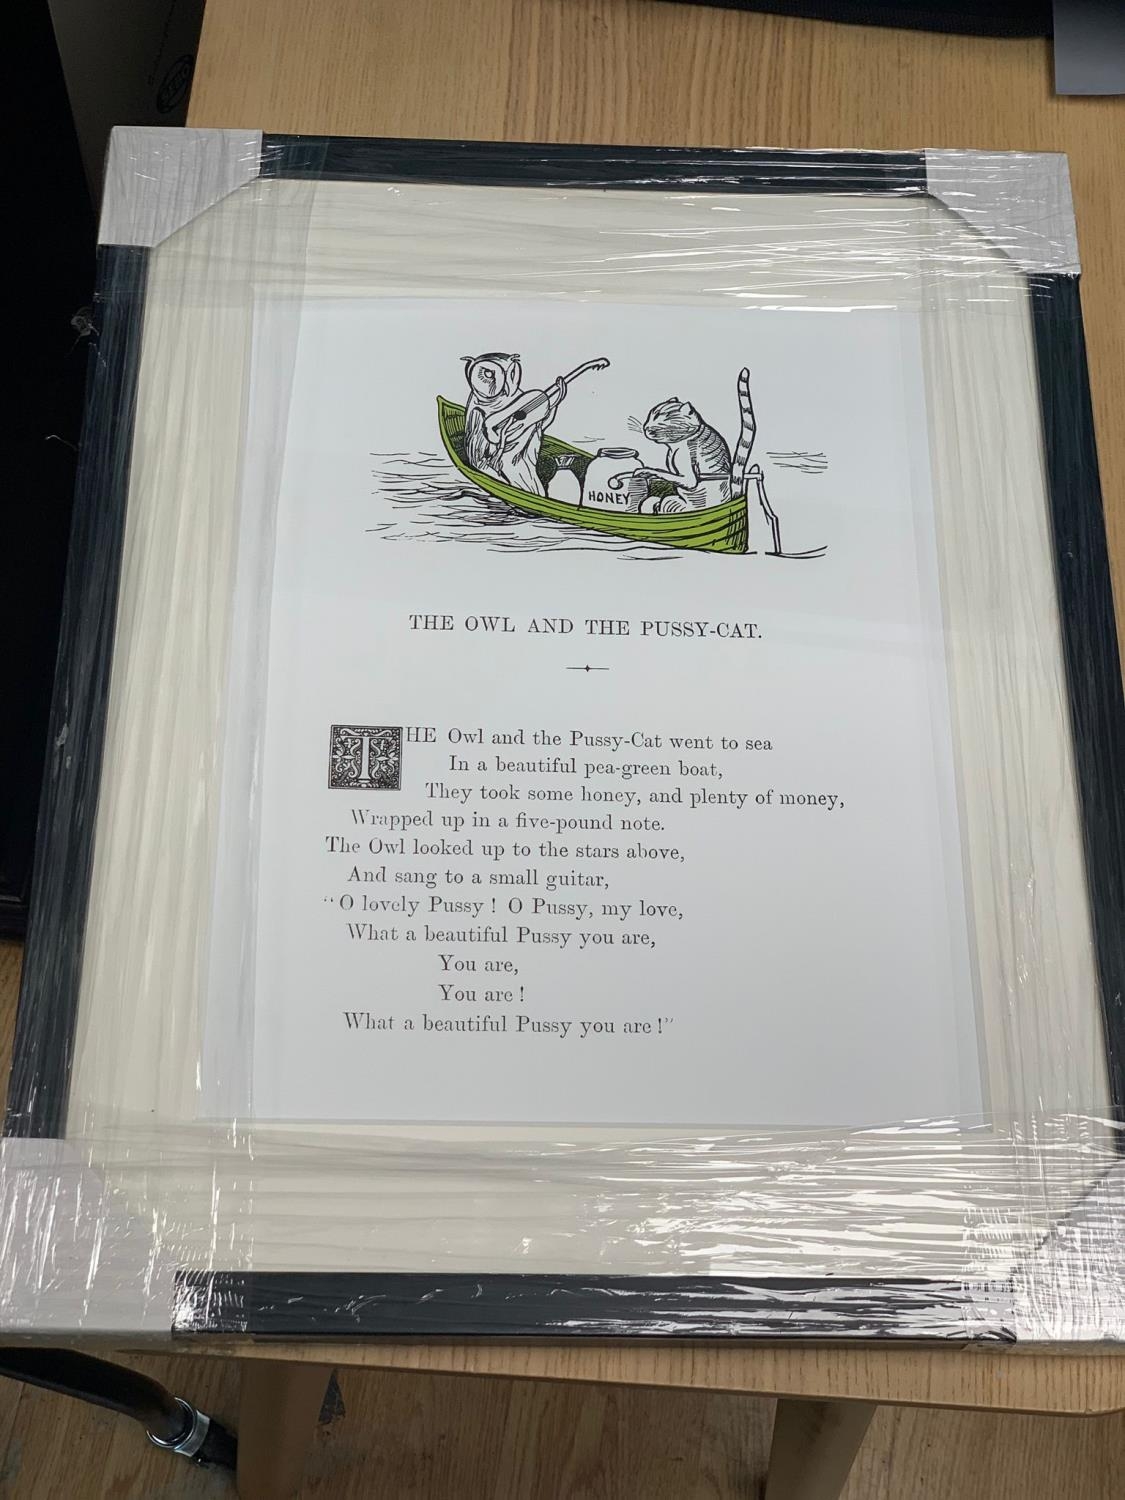 HONEY
THE OWL AND THE PUSSY-CAT.
THE Owl and the Pussy-Cat went to sea
In a beautiful pea-green boat,
They took some honey, and plenty of money,
Wrapped up in a five-pound note.
The Owl looked up to the stars above,
And sang to a small guitar,
“O lovely Pussy ! O Pussy, my love,
What a beautiful Pussy you are,
You are,
You are !
What a beautiful Pussy you are !”